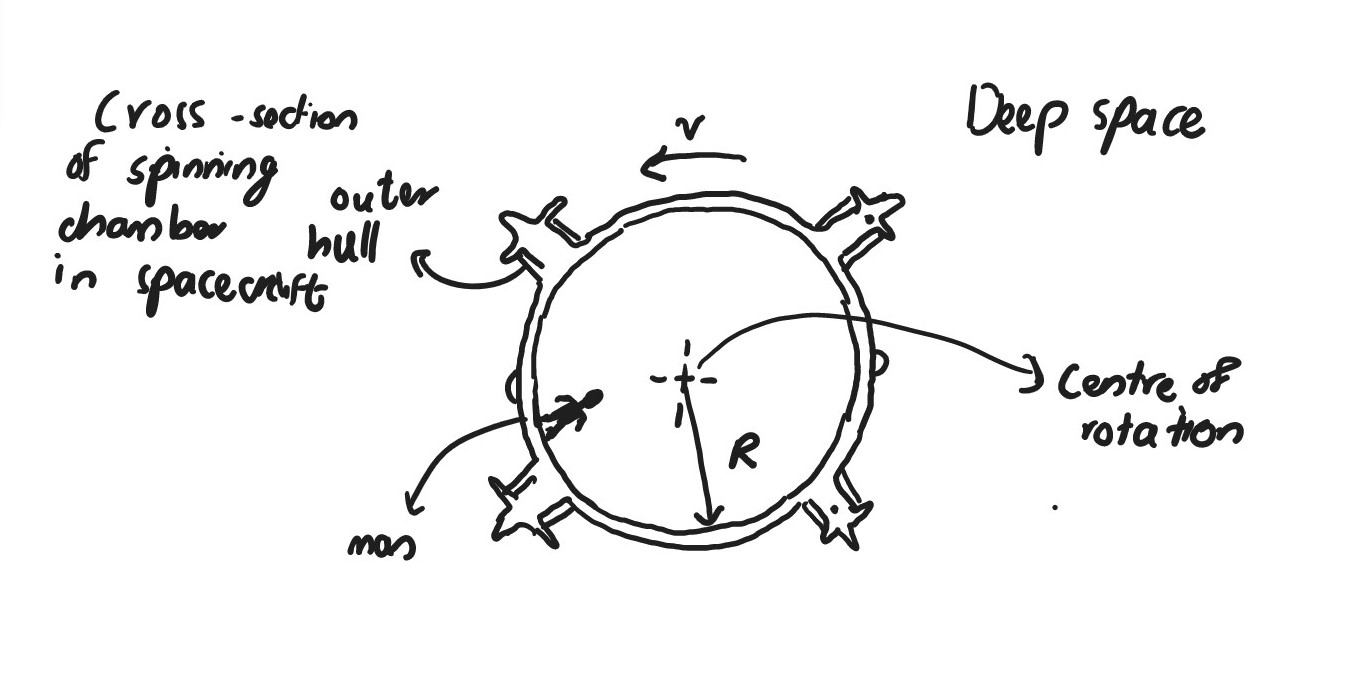 Cross-section
of spinning
chamber
in spacecraft
outer
hull
v
Deep space
R
Centre of
rotation
man